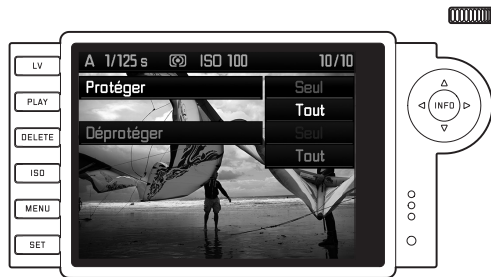 LV
PLAY
DELETE
ISO
MENU
SET
A 1/125 s ISO 100 10/10
Protéger Seul
Tout
Déprotéger Seul
Tout
INFO